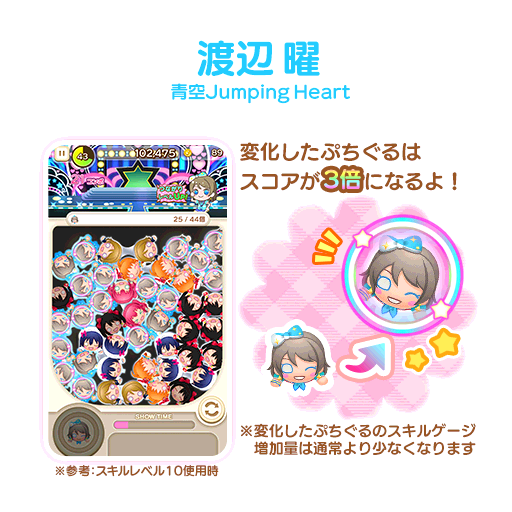 渡辺 曜
青空Jumping Heart
43
102,475
89
25 / 44個
変化したぷちぐるは
スコアが3倍になるよ！
SHOW TIME
※変化したぷちぐるのスキルゲージ
増加量は通常より少なくなります
※参考：スキルレベル10使用時